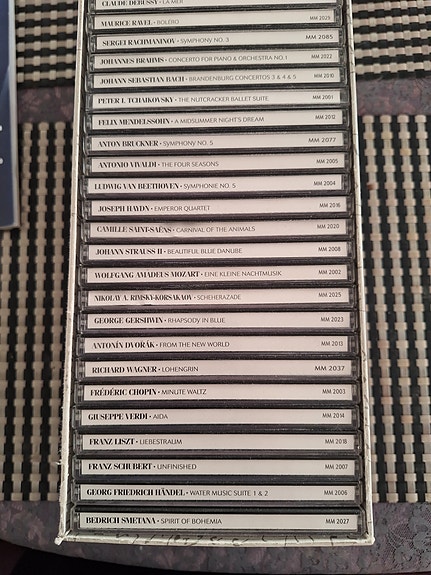 CLAUDE DEBUSSY • LA MER
MAURICE RAVEL • BOLÉRO MM 2029
SERGEI RACHMANINOV • SYMPHONY NO. 3 MM 2085
JOHANNES BRAHMS • CONCERTO FOR PIANO & ORCHESTRA NO.1 MM 2022
JOHANN SEBASTIAN BACH • BRANDENBURG CONCERTOS 3 & 4 & 5 MM 2010
PETER I. TCHAIKOVSKY • THE NUTCRACKER BALLET SUITE MM 2001
FELIX MENDELSSOHN • A MIDSUMMER NIGHT'S DREAM MM 2012
ANTON BRUCKNER • SYMPHONY NO. 5 MM 2077
ANTONIO VIVALDI • THE FOUR SEASONS MM 2005
LUDWIG VAN BEETHOVEN • SYMPHONIE NO. 5 MM 2004
JOSEPH HAYDN • EMPEROR QUARTET MM 2016
CAMILLE SAINT-SAËNS • CARNIVAL OF THE ANIMALS MM 2020
JOHANN STRAUSS II • BEAUTIFUL BLUE DANUBE MM 2008
WOLFGANG AMADEUS MOZART • EINE KLEINE NACHTMUSIK MM 2002
NIKOLAY A. RIMSKY-KORSAKOW • SCHEHERAZADE MM 2025
GEORGE GERSHWIN • RHAPSODY IN BLUE MM 2023
ANTONÍN DVOŘÁK • FROM THE NEW WORLD MM 2013
RICHARD WAGNER • LOHENGRIN MM 2037
FRÉDÉRIC CHOPIN • MINUTE WALTZ MM 2003
GIUSEPPE VERDI • AIDA MM 2014
FRANZ LISZT • LIEBESTRAUM MM 2018
FRANZ SCHUBERT • UNFINISHED MM 2007
GEORG FRIEDRICH HÄNDEL • WATER MUSIC SUITE 1 & 2 MM 2006
BEDRICH SMETANA • SPIRIT OF BOHEMIA MM 2027